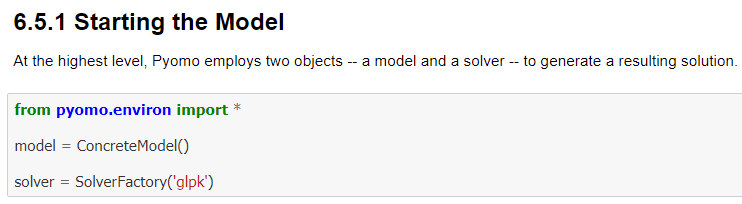 6.5.1 Starting the Model
At the highest level, Pyomo employs two objects -- a model and a solver -- to generate a resulting solution.
from pyomo.environ import *
model = ConcreteModel()
solver = SolverFactory('glpk')